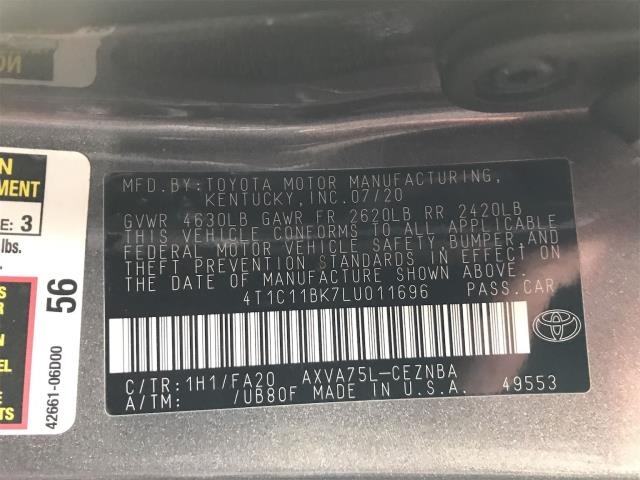 MFD.BY:TOYOTA MOTOR MANUFACTURING,
KENTUCKY,INC.07/20
GVWR 4630LB GAWR FR 2620LB RR 2420LB
THIS VEHICLE CONFORMS TO ALL APPLICABLE
FEDERAL MOTOR VEHICLE SAFETY, BUMPER, AND
THEFT PREVENTION STANDARDS IN EFFECT ON
THE DATE OF MANUFACTURE SHOWN ABOVE.
4T1C11BK7LU011696 PASS.CAR
C/TR:1H1/FA20 AXVA75L-CEZNBA
A/TM: /UB80F MADE IN U.S.A. 49553
E: 3
lbs.
56
42661-06D00